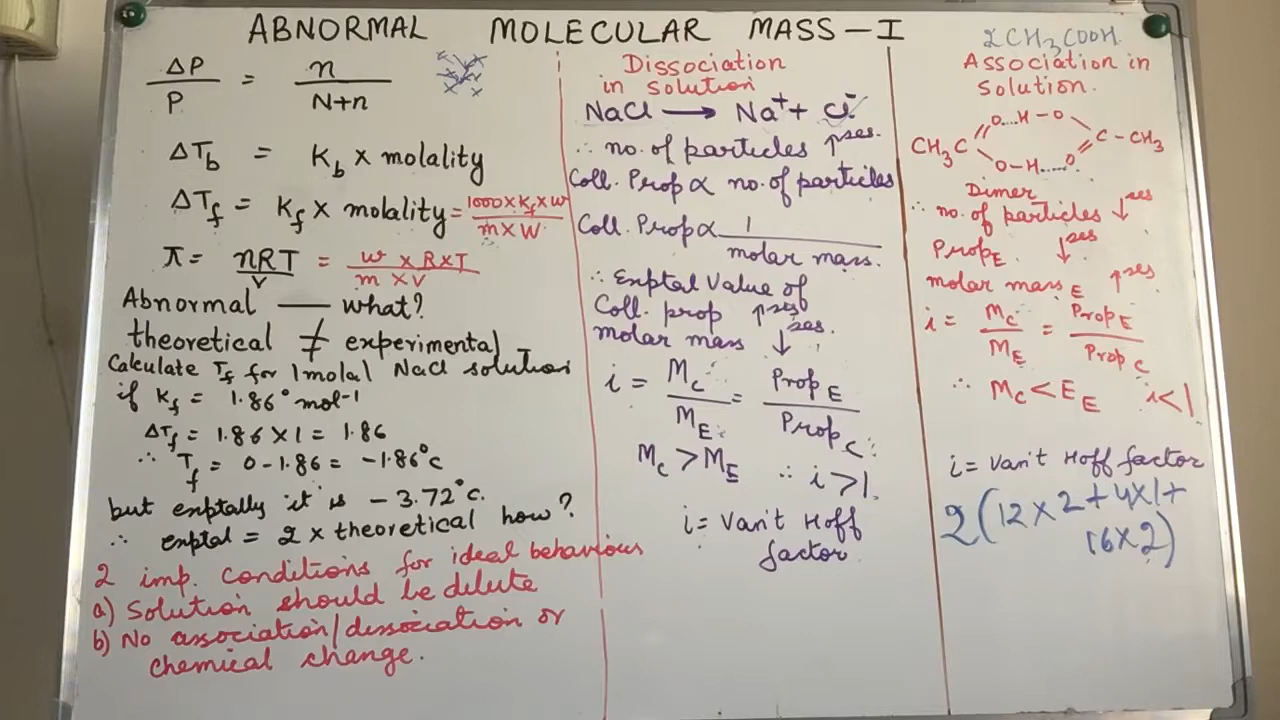 ABNORMAL MOLECULAR MASS-I
ΔP/P = n/N+n
ΔTb = Kb x molality
ΔTf = Kf x molality = 1000 x Kf x w / m x W
π = nRT/V = w x R x T / m x V
Abnormal — what?
theoretical ≠ experimental
Calculate Tf for 1 molal NaCl solution
if Kf = 1.86° mol-1
ΔTf = 1.86 x 1 = 1.86
∴ Tf = 0 - 1.86 = -1.86°c
but exptally it is - 3.72°c.
∴ exptal = 2 x theoretical how?
2 imp. conditions for ideal behaviour
a) Solution should be dilute
b) No association/dissociation or
chemical change.
Dissociation
in solution
NaCl → Na+ + Cl-
∴ no. of particles ↑ses.
Coll. Prop ∝ no. of particles
Coll. Prop ∝ 1/molar mass.
∴ Exptal Value of
Coll. prop ↑ses
molar mass ↓ses.
i = Mc/ME = PropE/Propc
Mc > ME ∴ i > 1.
i = Van't Hoff
factor
2CH3COOH
Association in
solution.
CH3C O....H-O C-CH3
O-H.....O
Dimer
∴ no. of particles ↓ses
PropE ↓ses
molar massE ↑ses
i = Mc/ME = PropE/Propc
∴ Mc < EE i<1
i = Van't Hoff factor
2(12x2+4x1+
16x2)